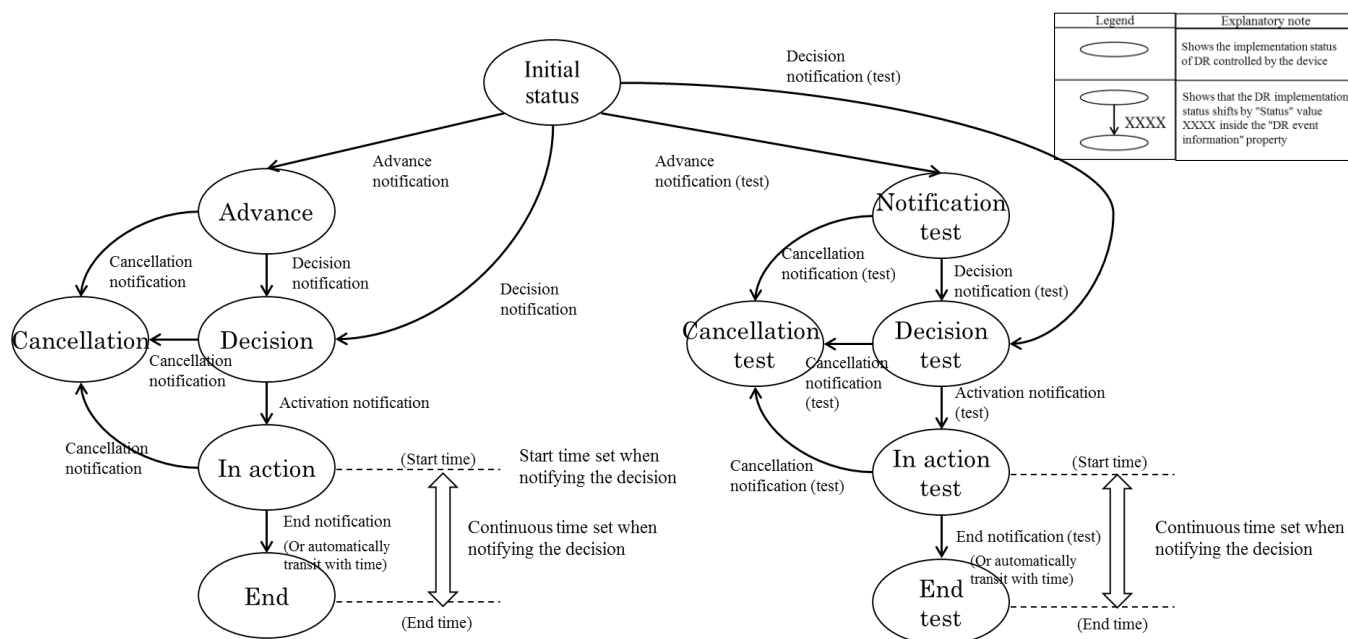 Legend
Explanatory note
Shows the implementation status
of DR controlled by the device
XXXX
Shows that the DR implementation
status shifts by "Status" value
XXXX inside the "DR event
information" property
Initial
status
Decision
notification (test)
Advance
notification
Advance
notification (test)
Advance
Notification
test
Cancellation
notification
Decision
notification
Decision
notification
Cancellation
notification (test)
Decision
notification (test)
Cancellation
Decision
Cancellation
test
Decision
test
Cancellation
notification
Cancellation
notification
(test)
Activation notification
Activation notification
(test)
Cancellation
notification
In action
(Start time)
Start time set when
notifying the decision
Cancellation
notification (test)
In action
test
(Start time)
End notification
(Or automatically
transit with time)
Continuous time set when
notifying the decision
End notification (test)
(Or automatically
transit with time)
Continuous time set when
notifying the decision
End
(End time)
End
test
(End time)